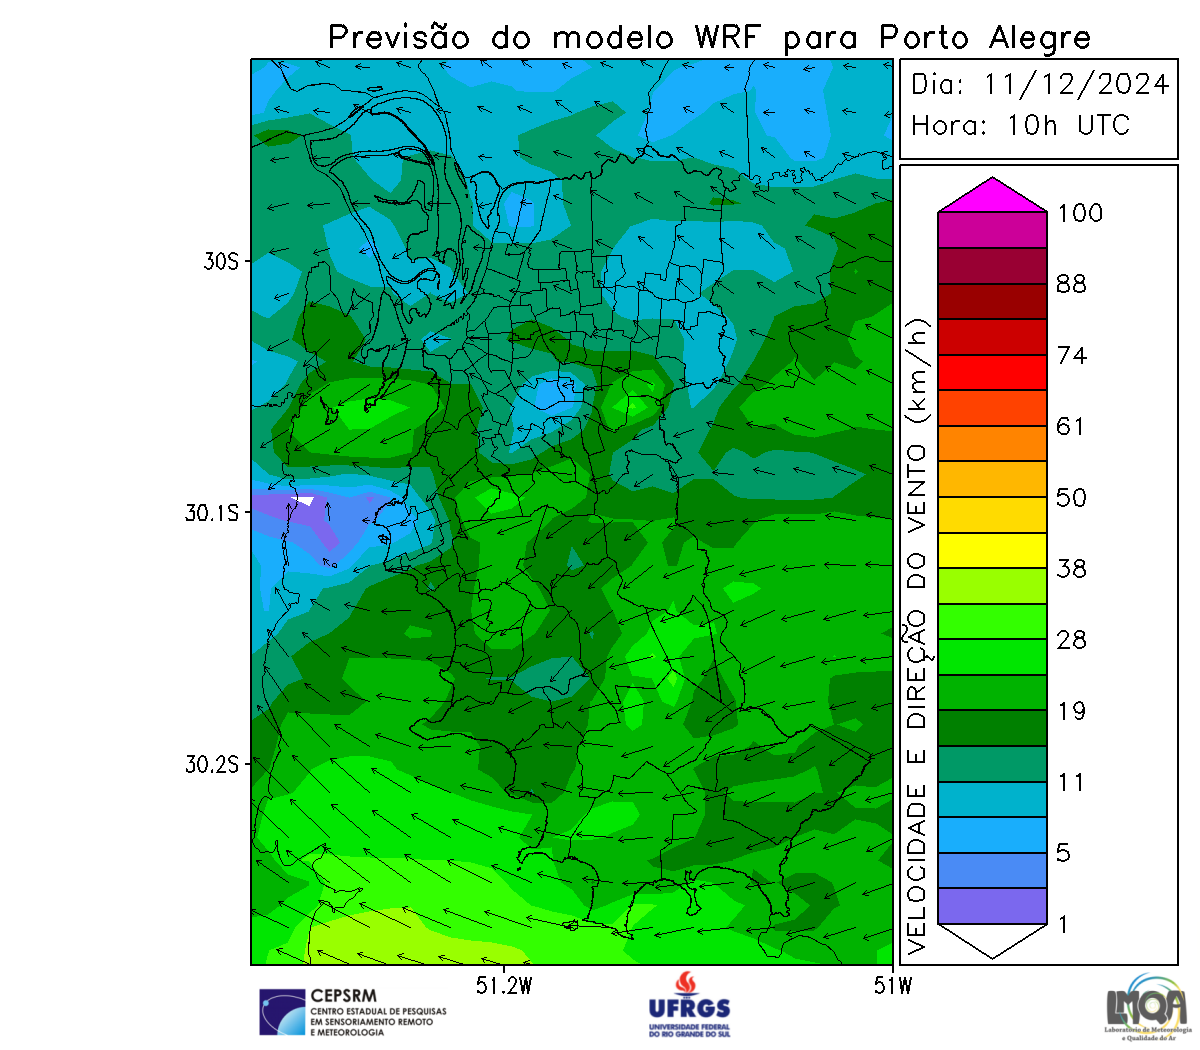 Previsão do modelo WRF para Porto Alegre
Dia: 11/12/2024
Hora: 10h UTC
100
88
74
61
50
38
28
19
11
5
1
VELOCIDADE E DIREÇÃO DO VENTO (km/h)
30S
30.1S
30.2S
51.2W
51W
CEPSRM
CENTRO ESTADUAL DE PESQUISAS
EM SENSORIAMENTO REMOTO
E METEOROLOGIA
UFRGS
UNIVERSIDADE FEDERAL
DO RIO GRANDE DO SUL
LMQA
Laboratório de Meteorologia
e Qualidade do Ar